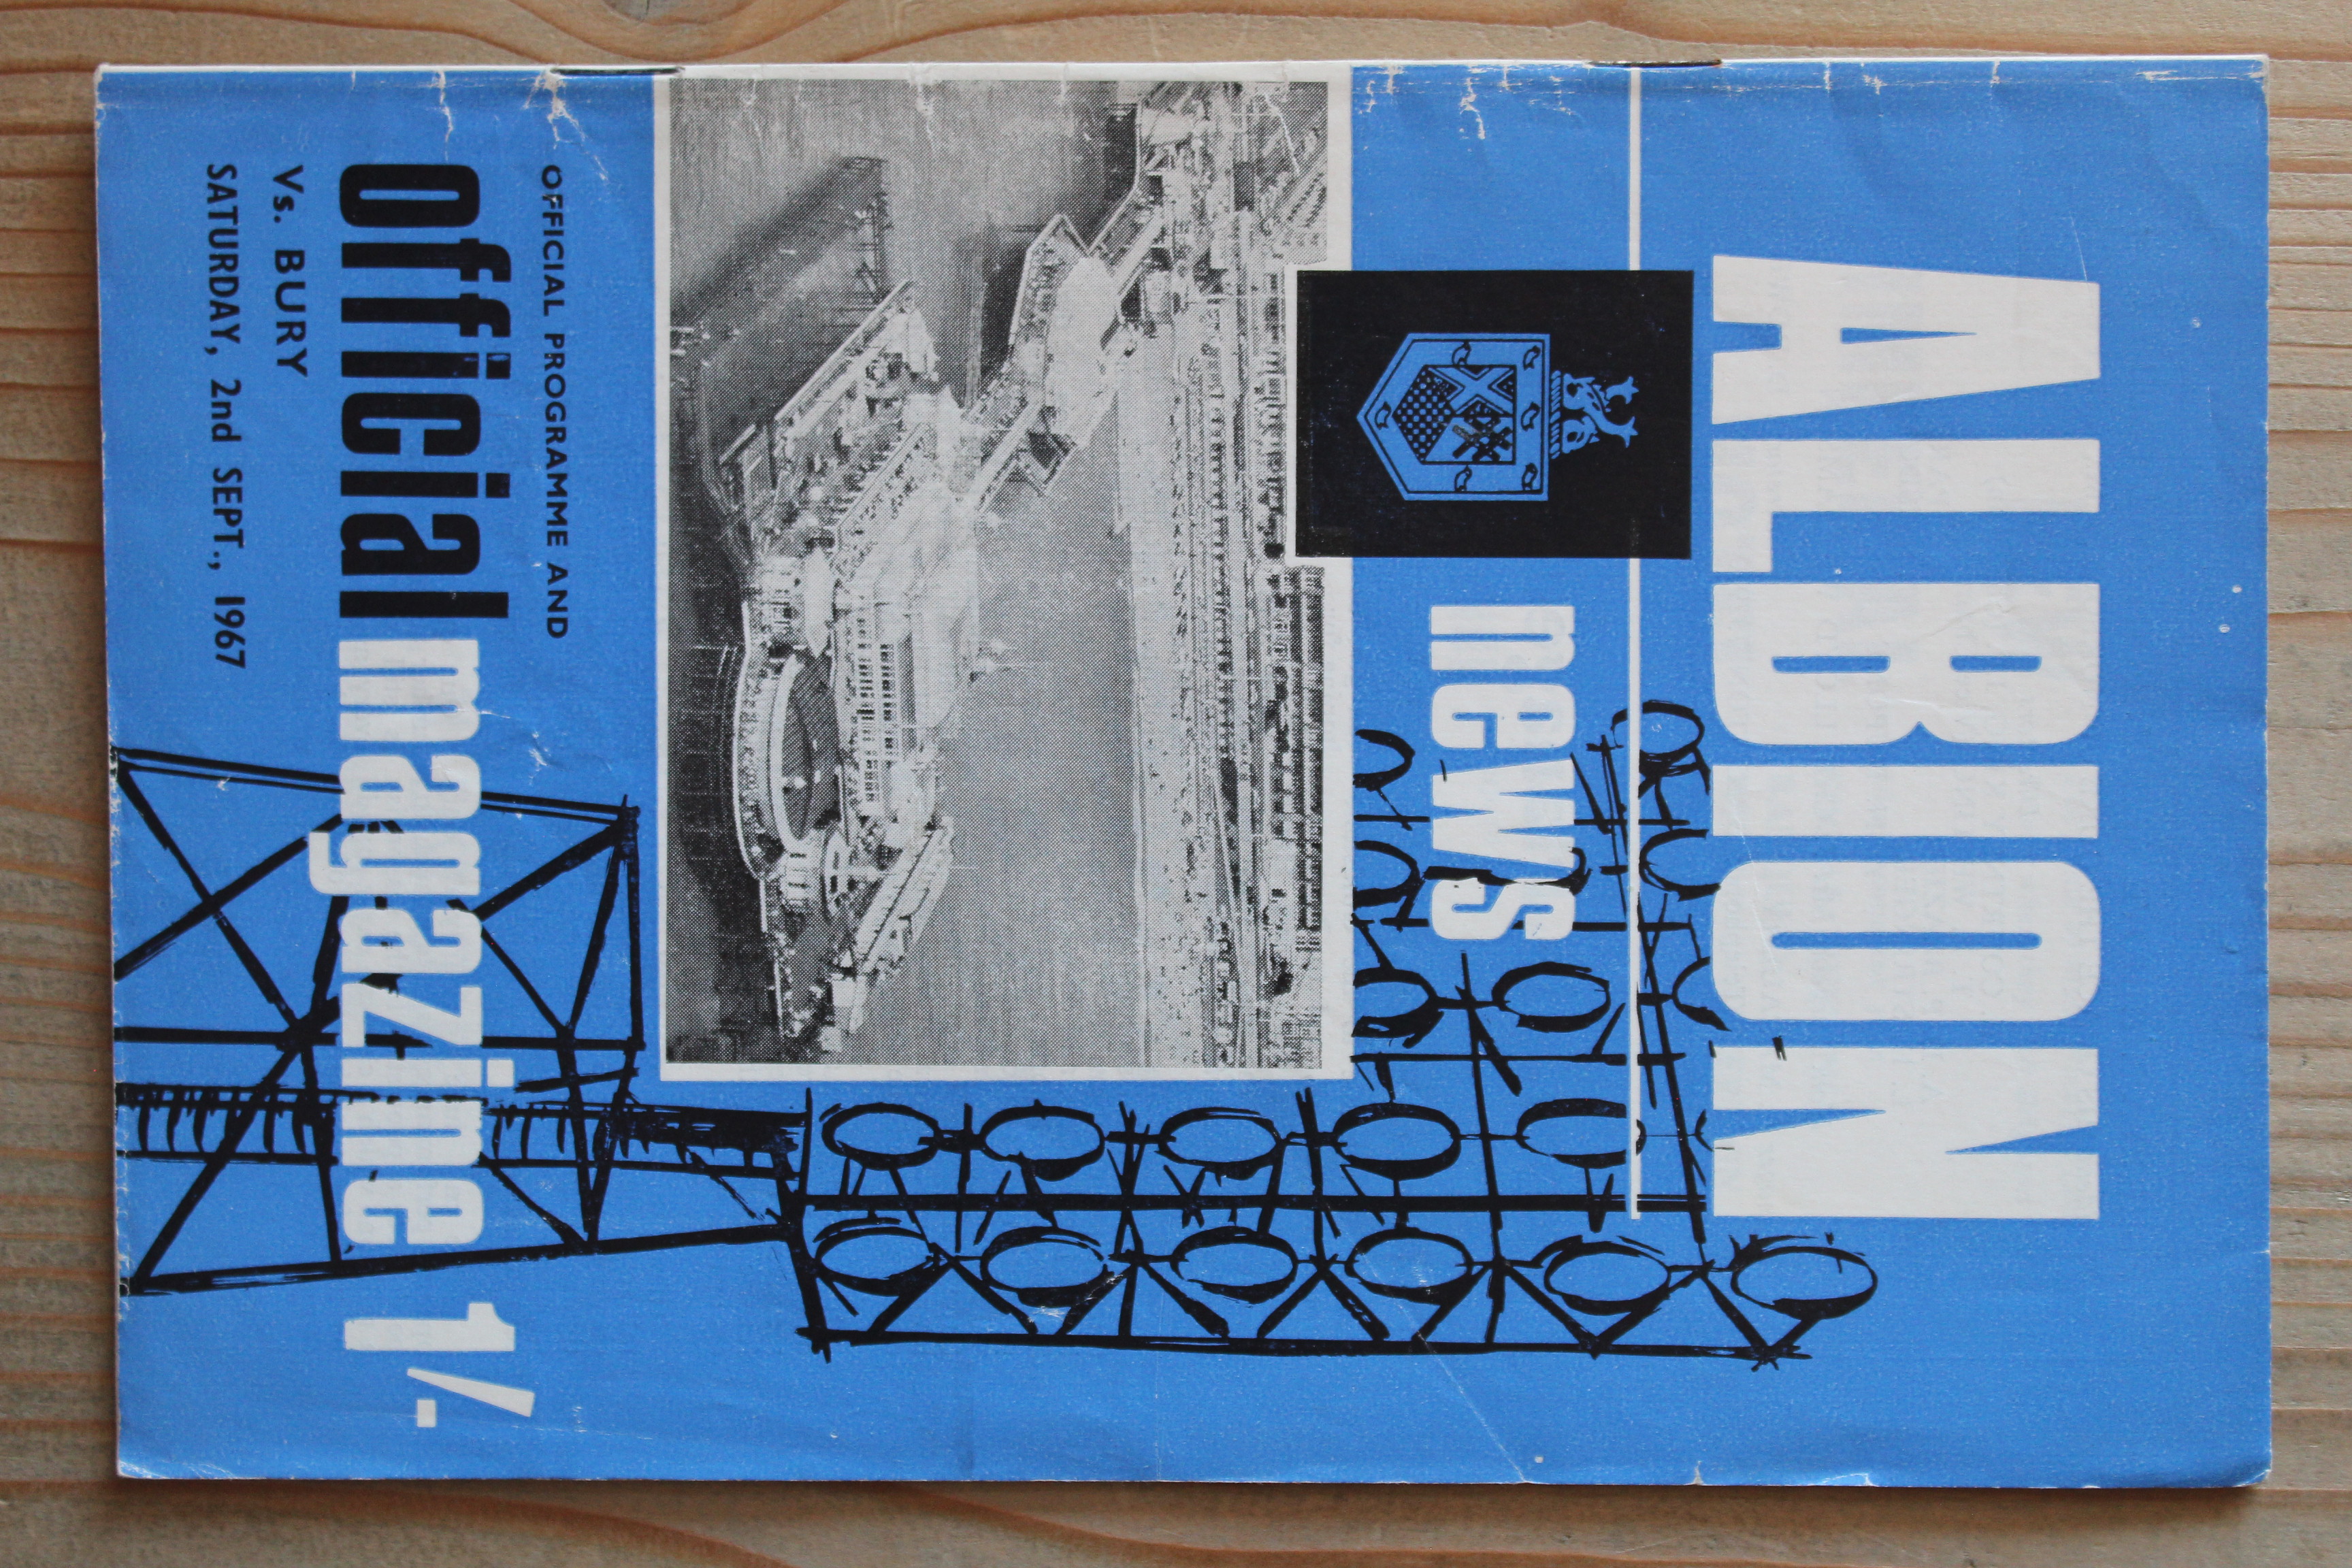 ALBION
news
OFFICIAL PROGRAMME AND
official magazine 1/-
Vs. BURY
SATURDAY, 2nd SEPT., 1967